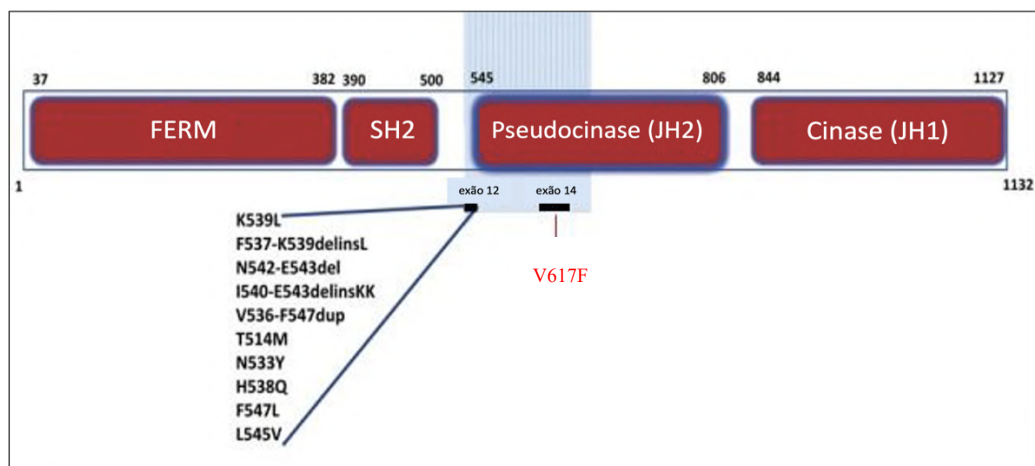 37 382 390 500 545 806 844 1127
FERM SH2 Pseudocinase (JH2) Cinase (JH1)
1 1132
exão 12 exão 14
K539L
F537-K539delinsL
N542-E543del
I540-E543delinsKK
V536-F547dup
T514M
N533Y
H538Q
F547L
L545V
V617F